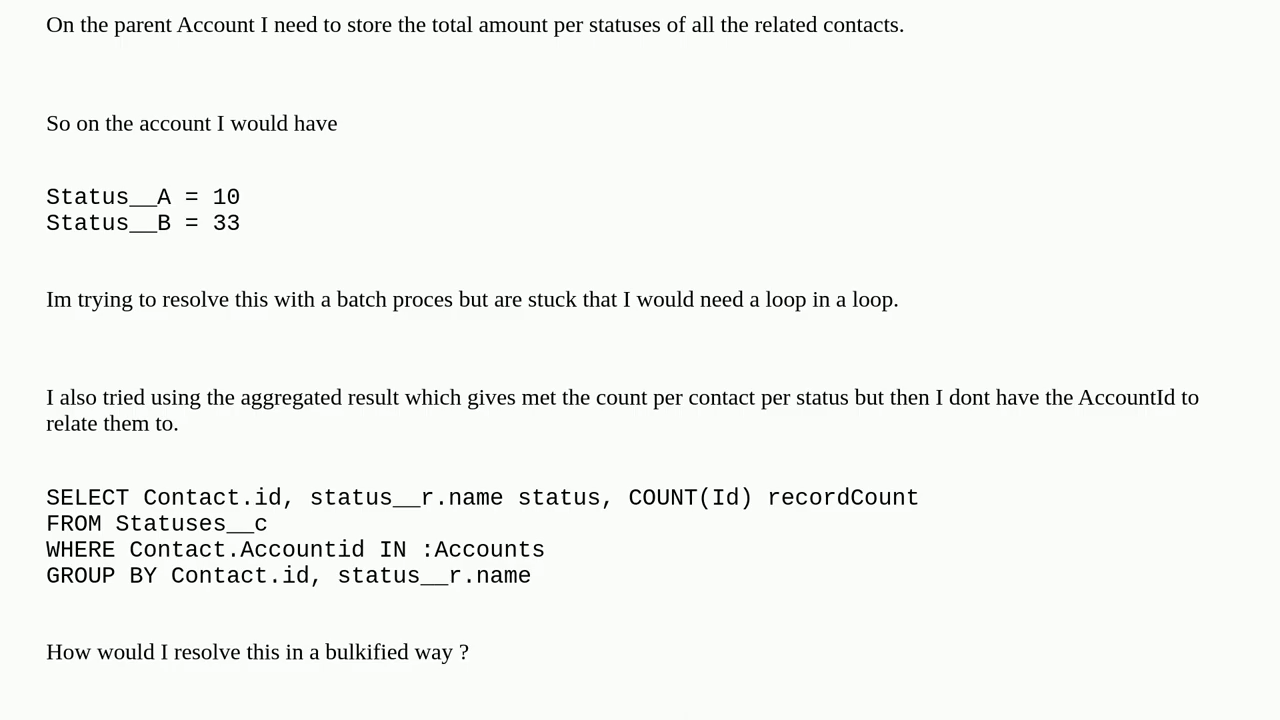 On the parent Account I need to store the total amount per statuses of all the related contacts.
So on the account I would have
Status__A = 10
Status__B = 33
Im trying to resolve this with a batch proces but are stuck that I would need a loop in a loop.
I also tried using the aggregated result which gives met the count per contact per status but then I dont have the AccountId to
relate them to.
SELECT Contact.id, status__r.name status, COUNT(Id) recordCount
FROM Statuses__c
WHERE Contact.Accountid IN :Accounts
GROUP BY Contact.id, status__r.name
How would I resolve this in a bulkified way ?